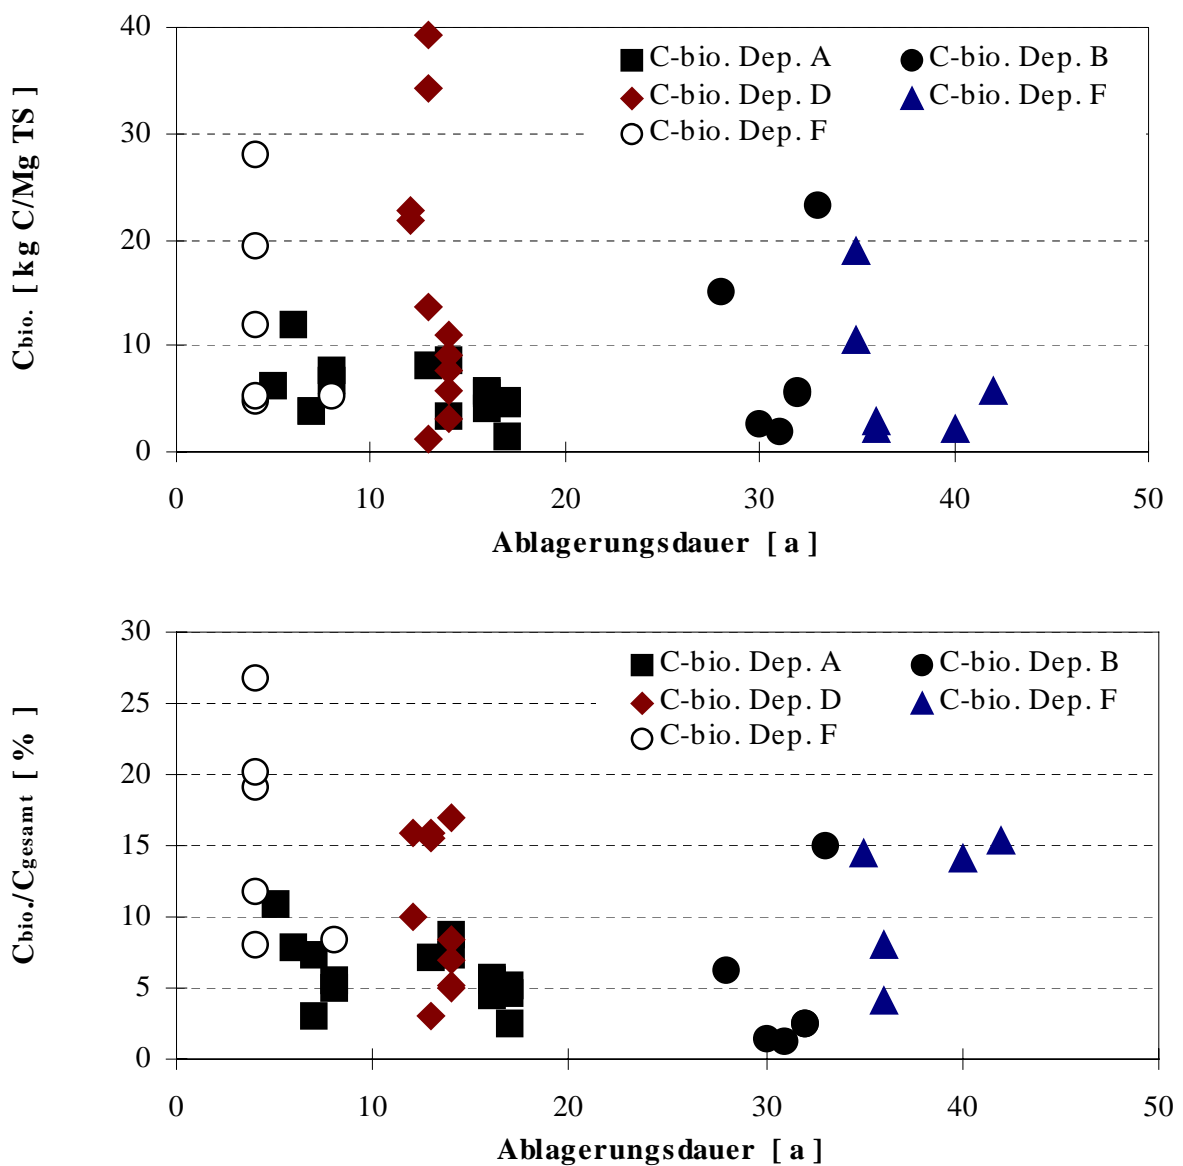 40
30
20
10
0
Cbio. [ kg C/Mg TS ]
C-bio. Dep. A C-bio. Dep. B
C-bio. Dep. D C-bio. Dep. F
C-bio. Dep. F
0 10 20 30 40 50
Ablagerungsdauer [ a ]
30
25
20
15
10
5
0
Cbio./Cgesamt [ % ]
C-bio. Dep. A C-bio. Dep. B
C-bio. Dep. D C-bio. Dep. F
C-bio. Dep. F
0 10 20 30 40 50
Ablagerungsdauer [ a ]